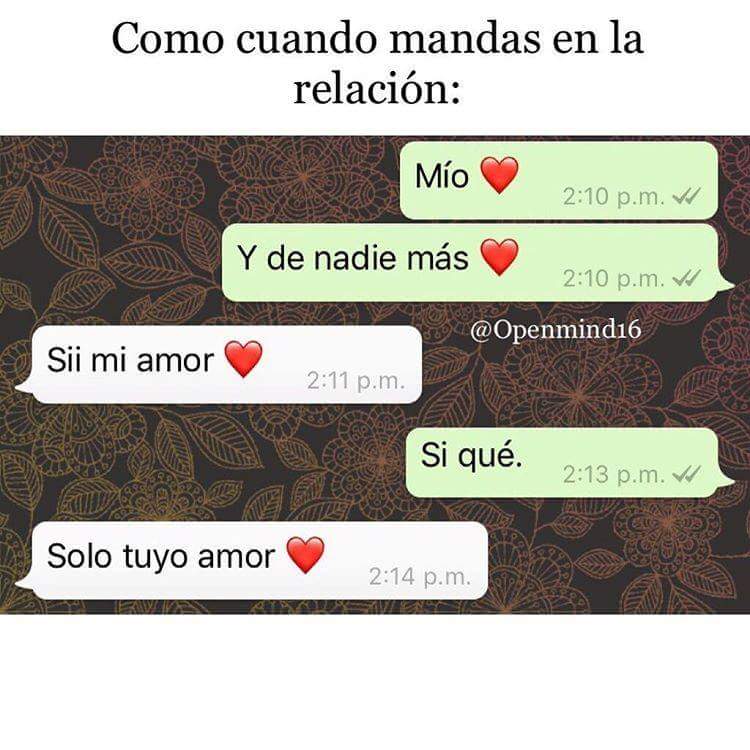 Como cuando mandas en la
relación:
Mío ❤️
2:10 p.m.
Y de nadie más ❤️
2:10 p.m.
@Openmind16
Sii mi amor ❤️
2:11 p.m.
Si qué.
2:13 p.m.
Solo tuyo amor ❤️
2:14 p.m.